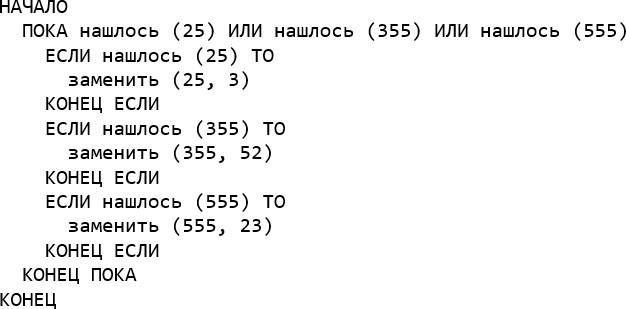 НАЧАЛО
ПОКА нашлось (25) ИЛИ нашлось (355) ИЛИ нашлось (555)
ЕСЛИ нашлось (25) ТО
заменить (25, 3)
КОНЕЦ ЕСЛИ
ЕСЛИ нашлось (355) ТО
заменить (355, 52)
КОНЕЦ ЕСЛИ
ЕСЛИ нашлось (555) ТО
заменить (555, 23)
КОНЕЦ ЕСЛИ
КОНЕЦ ПОКА
КОНЕЦ